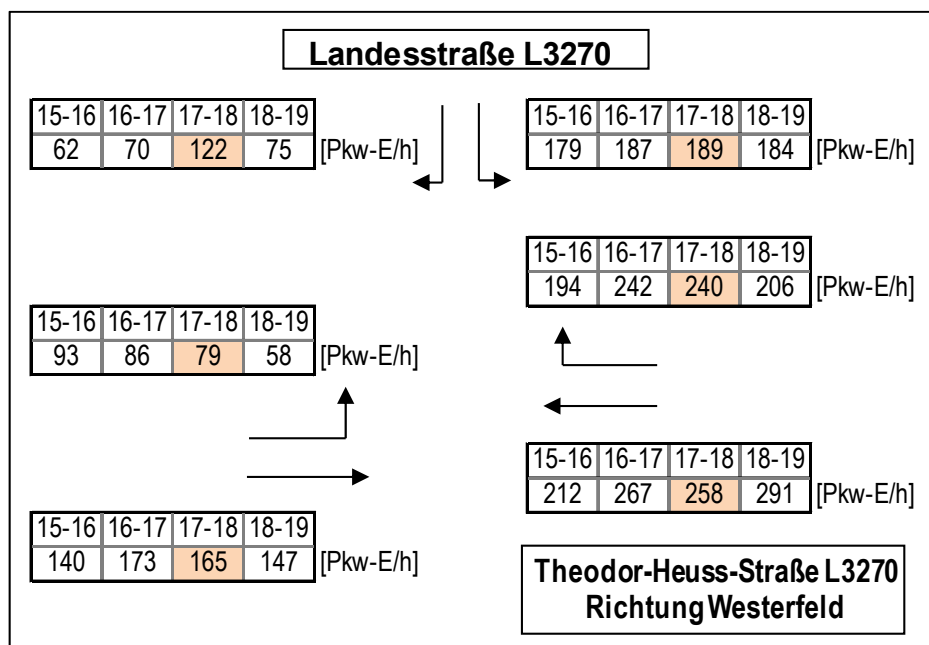 Landesstraße L3270
15-16 16-17 17-18 18-19
62 70 122 75 [Pkw-E/h]
15-16 16-17 17-18 18-19
179 187 189 184 [Pkw-E/h]
15-16 16-17 17-18 18-19
194 242 240 206 [Pkw-E/h]
15-16 16-17 17-18 18-19
93 86 79 58 [Pkw-E/h]
15-16 16-17 17-18 18-19
212 267 258 291 [Pkw-E/h]
15-16 16-17 17-18 18-19
140 173 165 147 [Pkw-E/h]
Theodor-Heuss-Straße L3270
Richtung Westerfeld